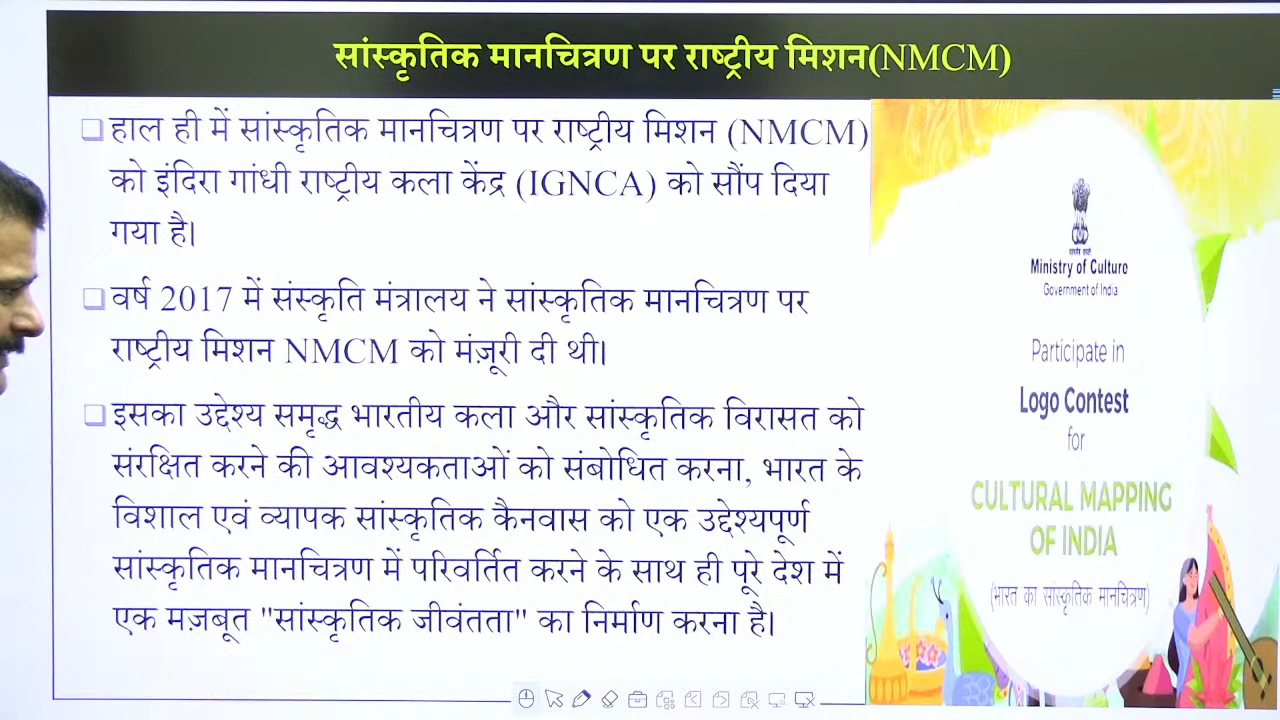 सांस्कृतिक मानचित्रण पर राष्ट्रीय मिशन(NMCM)
हाल ही में सांस्कृतिक मानचित्रण पर राष्ट्रीय मिशन (NMCM)
को इंदिरा गांधी राष्ट्रीय कला केंद्र (IGNCA) को सौंप दिया
गया है।
वर्ष 2017 में संस्कृति मंत्रालय ने सांस्कृतिक मानचित्रण पर
राष्ट्रीय मिशन NMCM को मंज़ूरी दी थी।
इसका उद्देश्य समृद्ध भारतीय कला और सांस्कृतिक विरासत को
संरक्षित करने की आवश्यकताओं को संबोधित करना, भारत के
विशाल एवं व्यापक सांस्कृतिक कैनवास को एक उद्देश्यपूर्ण
सांस्कृतिक मानचित्रण में परिवर्तित करने के साथ ही पूरे देश में
एक मज़बूत "सांस्कृतिक जीवंतता" का निर्माण करना है।
Ministry of Culture
Government of India
Participate in
Logo Contest
for
CULTURAL MAPPING
OF INDIA
(भारत का सांस्कृतिक मानचित्रण)